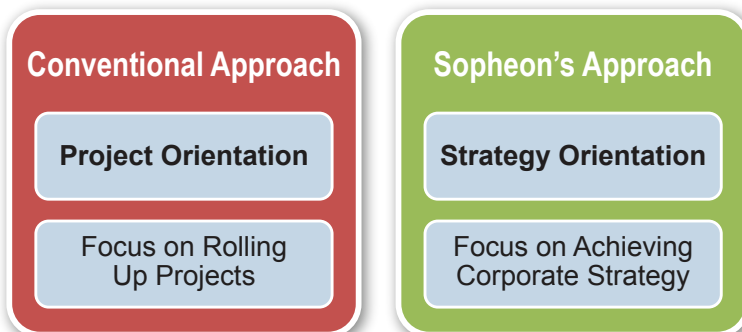 Conventional Approach
Project Orientation
Focus on Rolling
Up Projects
Sopheon's Approach
Strategy Orientation
Focus on Achieving
Corporate Strategy